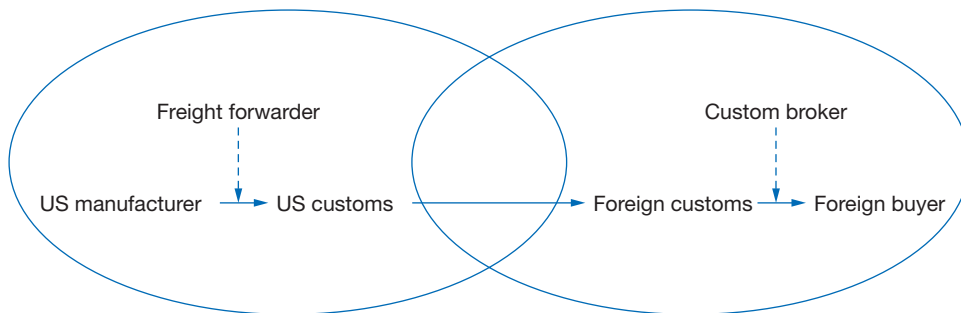 Freight forwarder
Custom broker
US manufacturer
US customs
Foreign customs
Foreign buyer